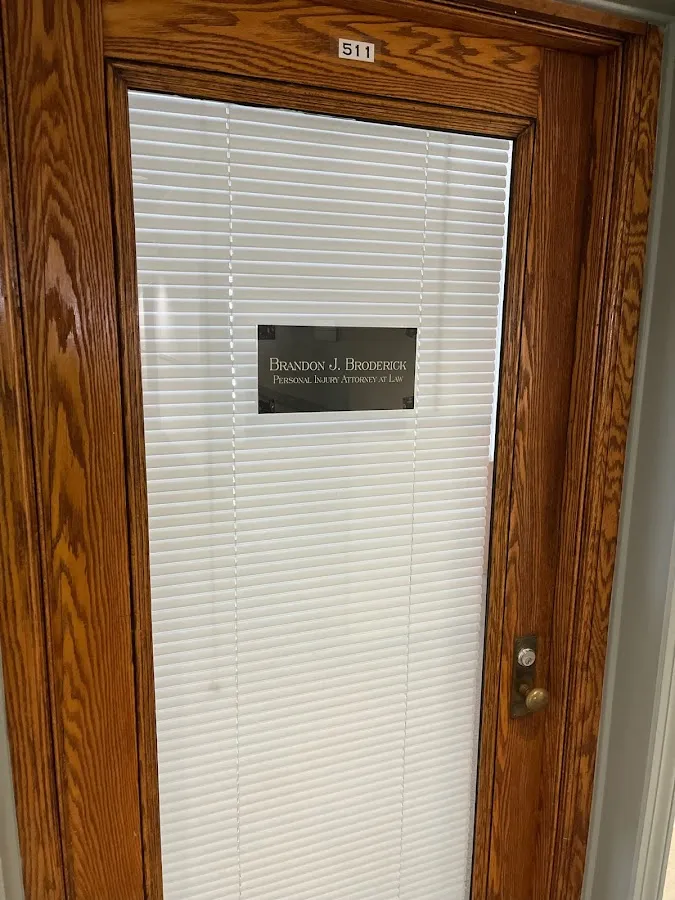 511
BRANDON J. BRODERICK
PERSONAL INJURY ATTORNEY AT LAW